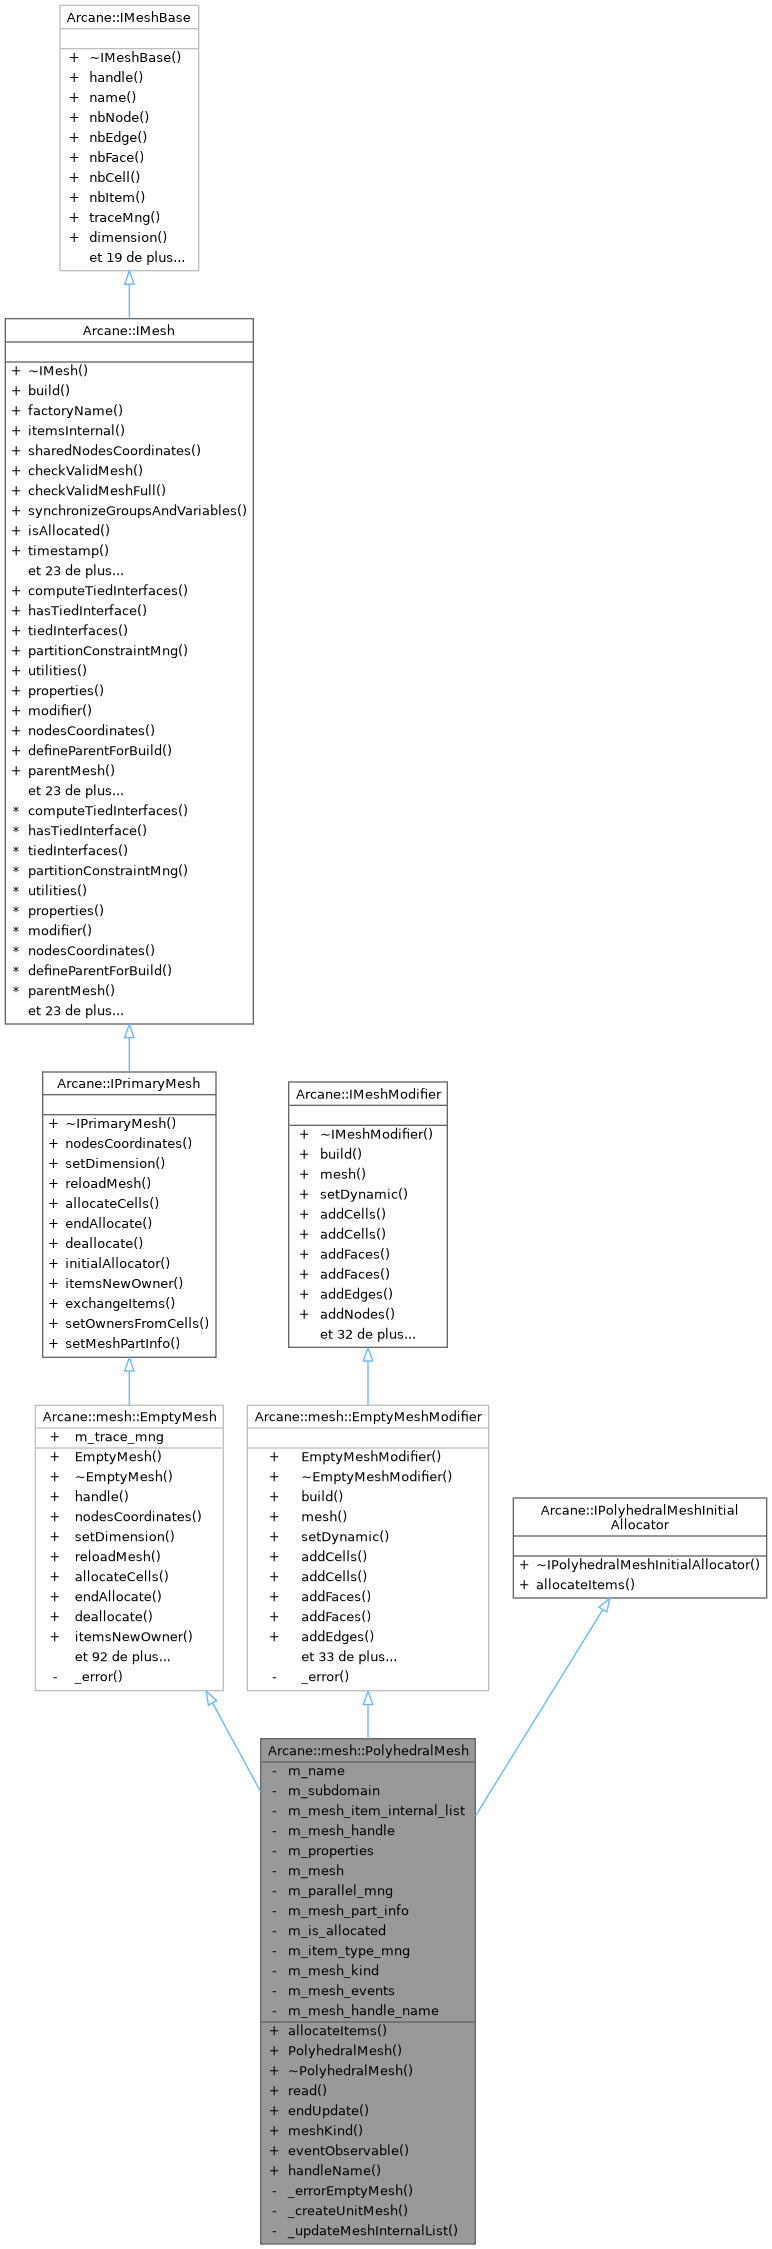 Arcane::IMeshBase
+ ~IMeshBase()
+ handle()
+ name()
+ nbNode()
+ nbEdge()
+ nbFace()
+ nbCell()
+ nbItem()
+ traceMng()
+ dimension()
et 19 de plus...
Arcane::IMesh
+ ~IMesh()
+ build()
+ factoryName()
+ itemsInternal()
+ sharedNodesCoordinates()
+ checkValidMesh()
+ checkValidMeshFull()
+ synchronizeGroupsAndVariables()
+ isAllocated()
+ timestamp()
et 23 de plus...
+ computeTiedInterfaces()
+ hasTiedInterface()
+ tiedInterfaces()
+ partitionConstraintMng()
+ utilities()
+ properties()
+ modifier()
+ nodesCoordinates()
+ defineParentForBuild()
+ parentMesh()
et 23 de plus...
* computeTiedInterfaces()
* hasTiedInterface()
* tiedInterfaces()
* partitionConstraintMng()
* utilities()
* properties()
* modifier()
* nodesCoordinates()
* defineParentForBuild()
* parentMesh()
et 23 de plus...
Arcane::IPrimaryMesh
+ ~IPrimaryMesh()
+ nodesCoordinates()
+ setDimension()
+ reloadMesh()
+ allocateCells()
+ endAllocate()
+ deallocate()
+ initialAllocator()
+ itemsNewOwner()
+ exchangeItems()
+ setOwnersFromCells()
+ setMeshPartInfo()
Arcane::IMeshModifier
+ ~IMeshModifier()
+ build()
+ mesh()
+ setDynamic()
+ addCells()
+ addCells()
+ addFaces()
+ addFaces()
+ addEdges()
+ addNodes()
et 32 de plus...
Arcane::mesh::EmptyMesh
+ m_trace_mng
+ EmptyMesh()
+ ~EmptyMesh()
+ handle()
+ nodesCoordinates()
+ setDimension()
+ reloadMesh()
+ allocateCells()
+ endAllocate()
+ deallocate()
+ itemsNewOwner()
et 92 de plus...
- _error()
Arcane::mesh::EmptyMeshModifier
+ EmptyMeshModifier()
+ ~EmptyMeshModifier()
+ build()
+ mesh()
+ setDynamic()
+ addCells()
+ addCells()
+ addFaces()
+ addFaces()
+ addEdges()
et 33 de plus...
- _error()
Arcane::IPolyhedralMeshInitial
Allocator
+ ~IPolyhedralMeshInitialAllocator()
+ allocateItems()
Arcane::mesh::PolyhedralMesh
- m_name
- m_subdomain
- m_mesh_item_internal_list
- m_mesh_handle
- m_properties
- m_mesh
- m_parallel_mng
- m_mesh_part_info
- m_is_allocated
- m_item_type_mng
- m_mesh_kind
- m_mesh_events
- m_mesh_handle_name
+ allocateItems()
+ PolyhedralMesh()
+ ~PolyhedralMesh()
+ read()
+ endUpdate()
+ meshKind()
+ eventObservable()
+ handleName()
- _errorEmptyMesh()
- _createUnitMesh()
- _updateMeshInternalList()